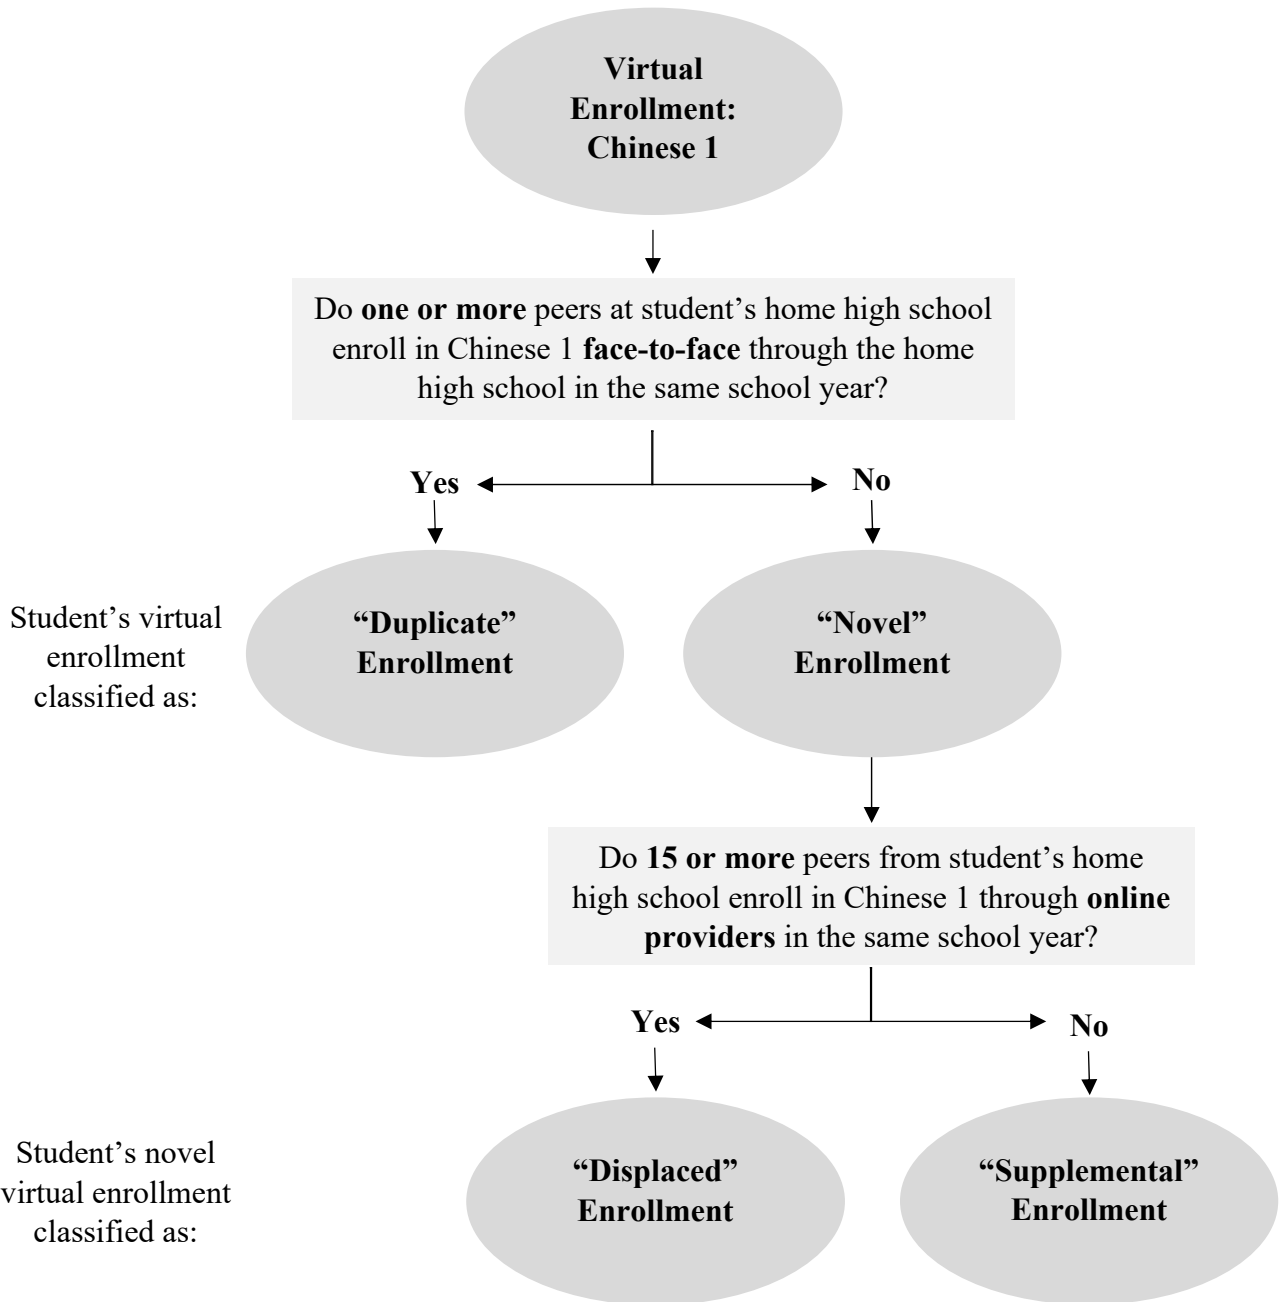 Virtual
Enrollment:
Chinese 1
Do one or more peers at student’s home high school
enroll in Chinese 1 face-to-face through the home
high school in the same school year?
Yes
No
Student’s virtual
enrollment
classified as:
“Duplicate”
Enrollment
“Novel”
Enrollment
Do 15 or more peers from student’s home
high school enroll in Chinese 1 through online
providers in the same school year?
Yes
No
Student’s novel
virtual enrollment
classified as:
“Displaced”
Enrollment
“Supplemental”
Enrollment